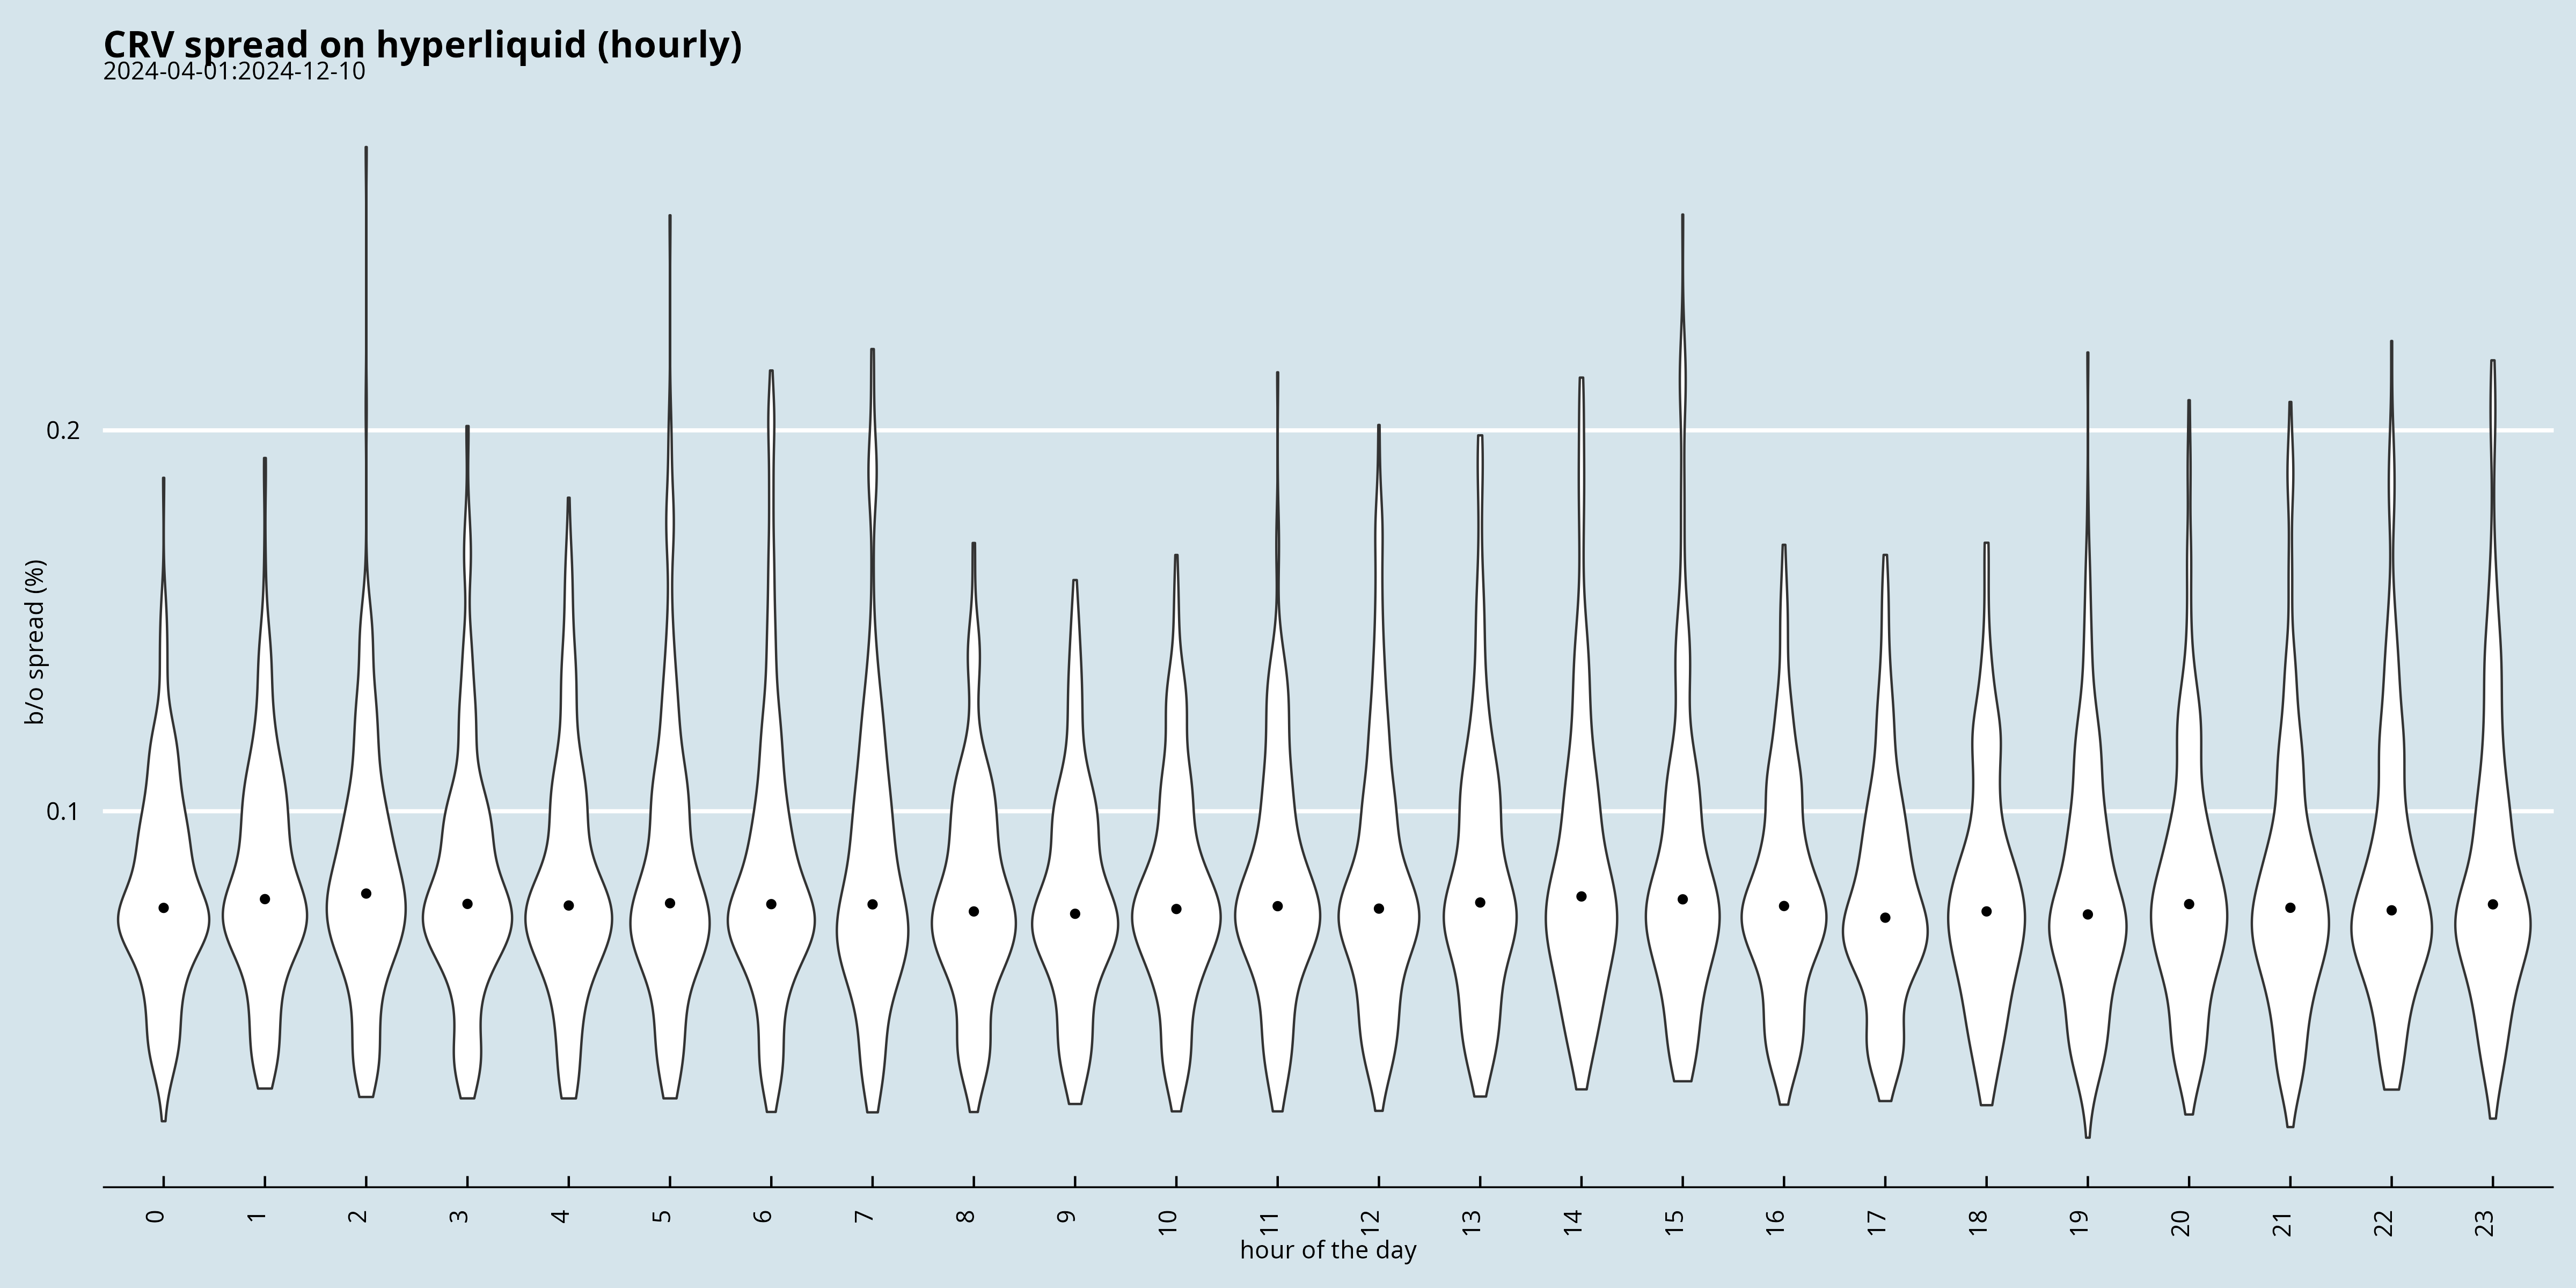 CRV spread on hyperliquid (hourly)
2024-04-01:2024-12-10
b/o spread (%)
0.2
0.1
0 1 2 3 4 5 6 7 8 9 10 11 12 13 14 15 16 17 18 19 20 21 22 23
hour of the day